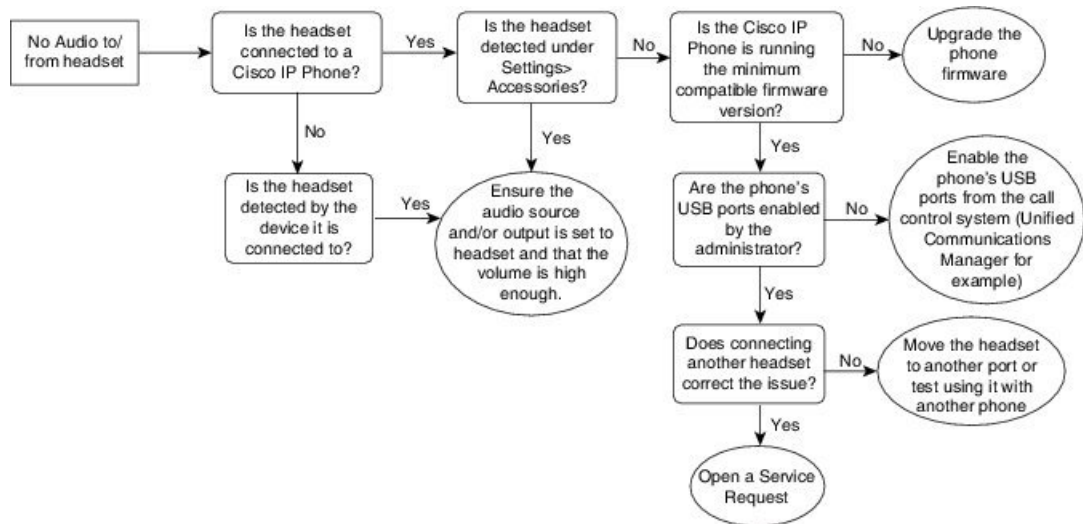 No Audio to/
from headset
Is the headset
connected to a
Cisco IP Phone?
Yes
Is the headset
detected under
Settings>
Accessories?
No
Is the Cisco IP
Phone is running
the minimum
compatible firmware
version?
No
Upgrade the
phone
firmware
No
Yes
Yes
Is the headset
detected by the
device it is
connected to?
Yes
Ensure the
audio source
and/or output is set to
headset and that the
volume is high
enough.
Are the phone's
USB ports enabled
by the
administrator?
No
Enable the
phone's USB
ports from the call
control system (Unified
Communications
Manager for
example)
Yes
Does connecting
another headset
correct the issue?
No
Move the headset
to another port or
test using it with
another phone
Yes
Open a Service
Request